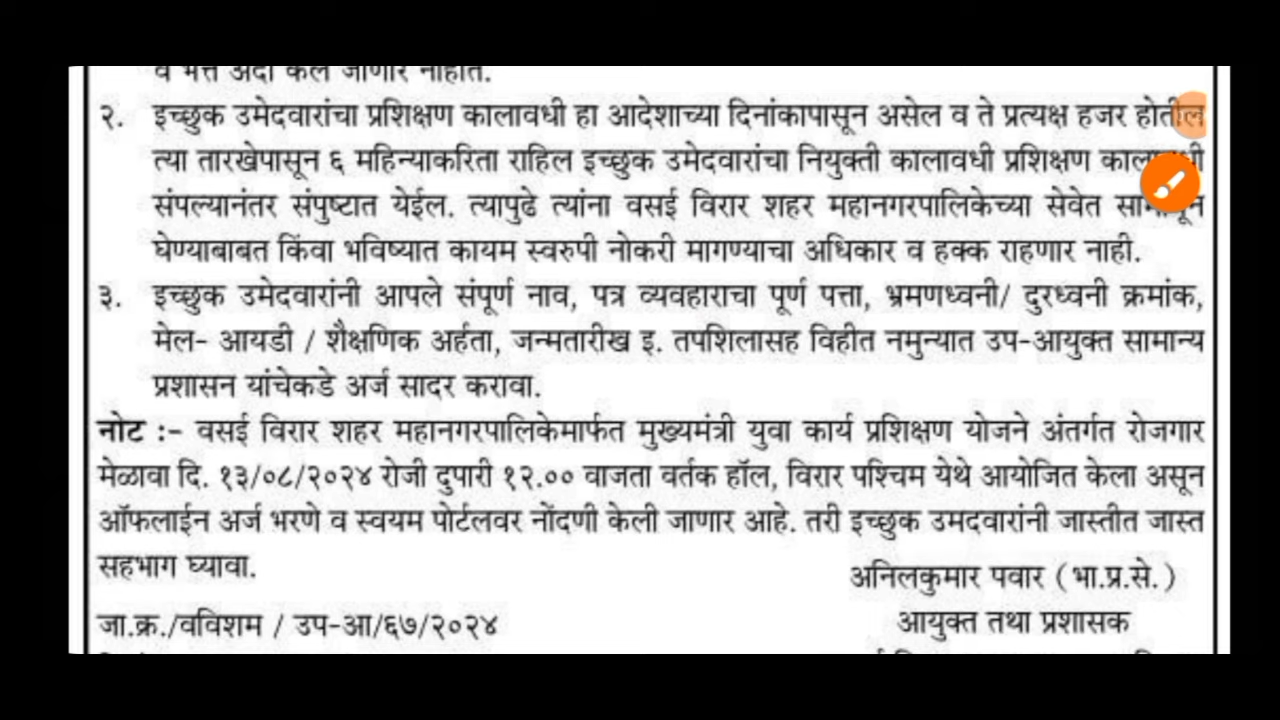 व भत्ते अदा केले जाणार नाहीत.
२. इच्छुक उमेदवारांचा प्रशिक्षण कालावधी हा आदेशाच्या दिनांकापासून असेल व ते प्रत्यक्ष हजर होतील
त्या तारखेपासून ६ महिन्याकरिता राहिल इच्छुक उमेदवारांचा नियुक्ती कालावधी प्रशिक्षण कालावधी
संपल्यानंतर संपुष्टात येईल. त्यापुढे त्यांना वसई विरार शहर महानगरपालिकेच्या सेवेत सामावून
घेण्याबाबत किंवा भविष्यात कायम स्वरुपी नोकरी मागण्याचा अधिकार व हक्क राहणार नाही.
३. इच्छुक उमेदवारांनी आपले संपूर्ण नाव, पत्र व्यवहाराचा पूर्ण पत्ता, भ्रमणध्वनी/ दुरध्वनी क्रमांक,
मेल- आयडी / शैक्षणिक अर्हता, जन्मतारीख इ. तपशिलासह विहीत नमुन्यात उप-आयुक्त सामान्य
प्रशासन यांचेकडे अर्ज सादर करावा.
नोट :- वसई विरार शहर महानगरपालिकेमार्फत मुख्यमंत्री युवा कार्य प्रशिक्षण योजने अंतर्गत रोजगार
मेळावा दि. १३/०८/२०२४ रोजी दुपारी १२.०० वाजता वर्तक हॉल, विरार पश्चिम येथे आयोजित केला असून
ऑफलाईन अर्ज भरणे व स्वयम पोर्टलवर नोंदणी केली जाणार आहे. तरी इच्छुक उमदवारांनी जास्तीत जास्त
सहभाग घ्यावा.
अनिलकुमार पवार (भा.प्र.से.)
जा.क्र./वविशम / उप-आ/६७/२०२४
आयुक्त तथा प्रशासक